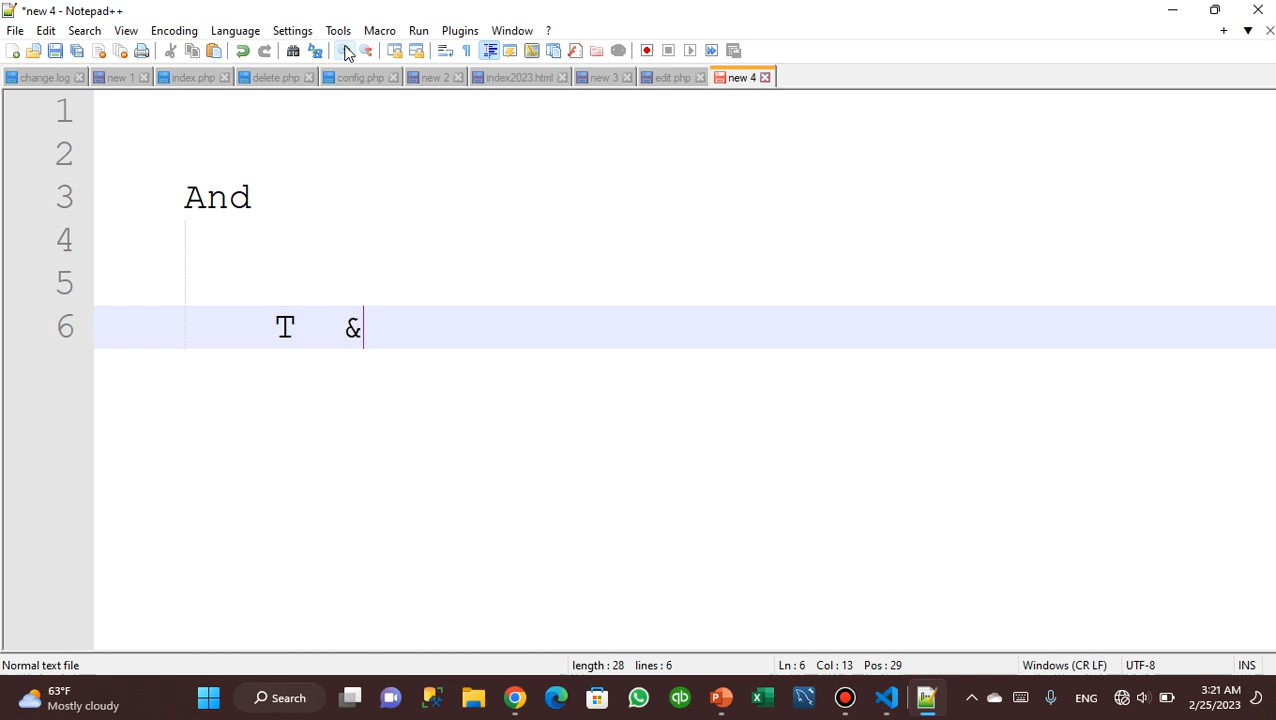 *new 4 - Notepad++
File Edit Search View Encoding Language Settings Tools Macro Run Plugins Window ?
change.log new 1 index.php delete.php config.php new 2 index2023.html new 3 edit.php new 4
1
2
3 And
4
5
6 T &
Normal text file length : 28 lines : 6 Ln : 6 Col : 13 Pos : 29 Windows (CR LF) UTF-8 INS
63°F
Mostly cloudy
Search
ENG
3:21 AM
2/25/2023